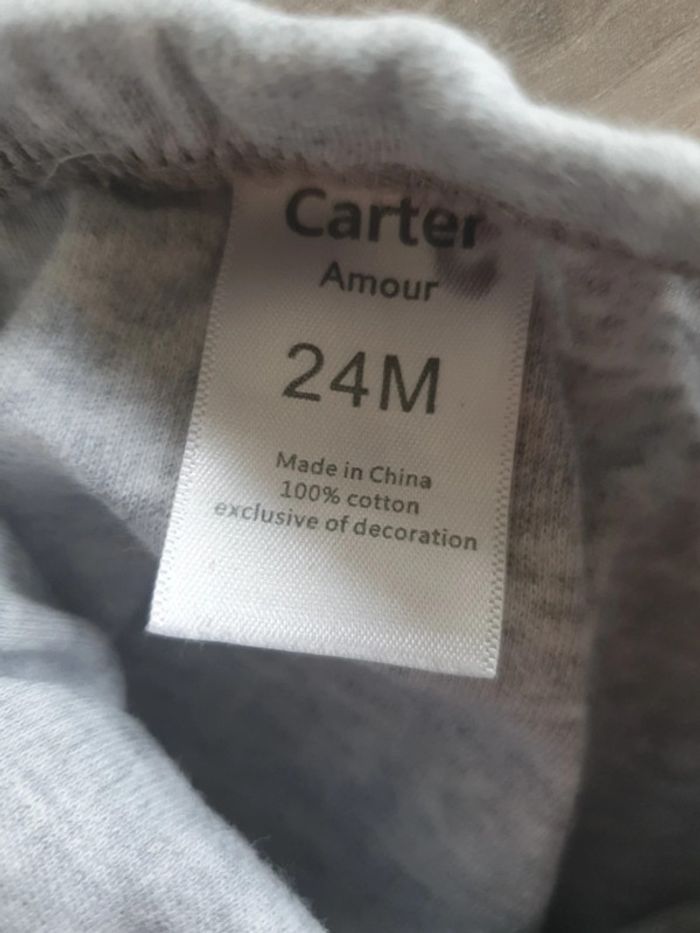 Carter
Amour
24M
Made in China
100% cotton
exclusive of decoration